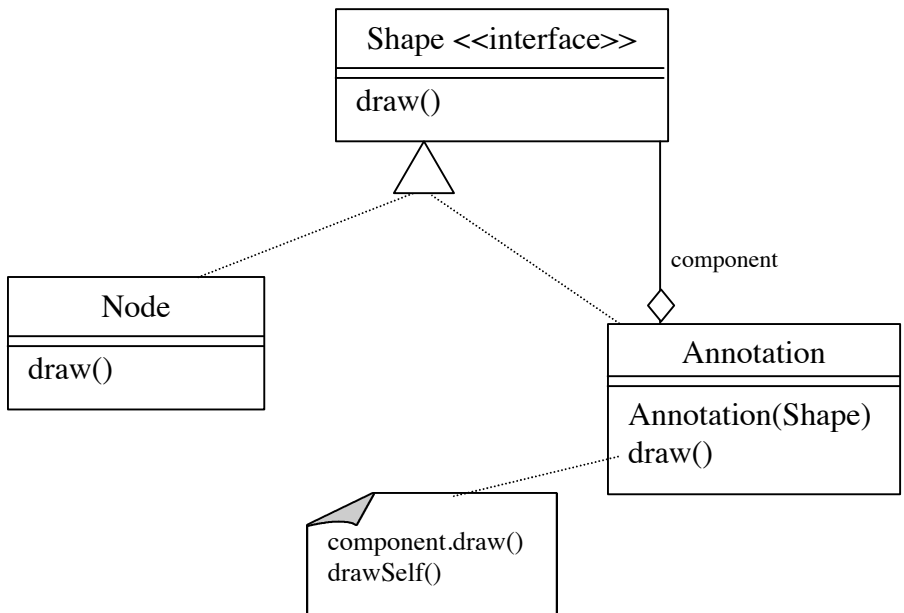 Shape <<interface>>
draw()
component
Node
draw()
Annotation
Annotation(Shape)
draw()
component.draw()
drawSelf()